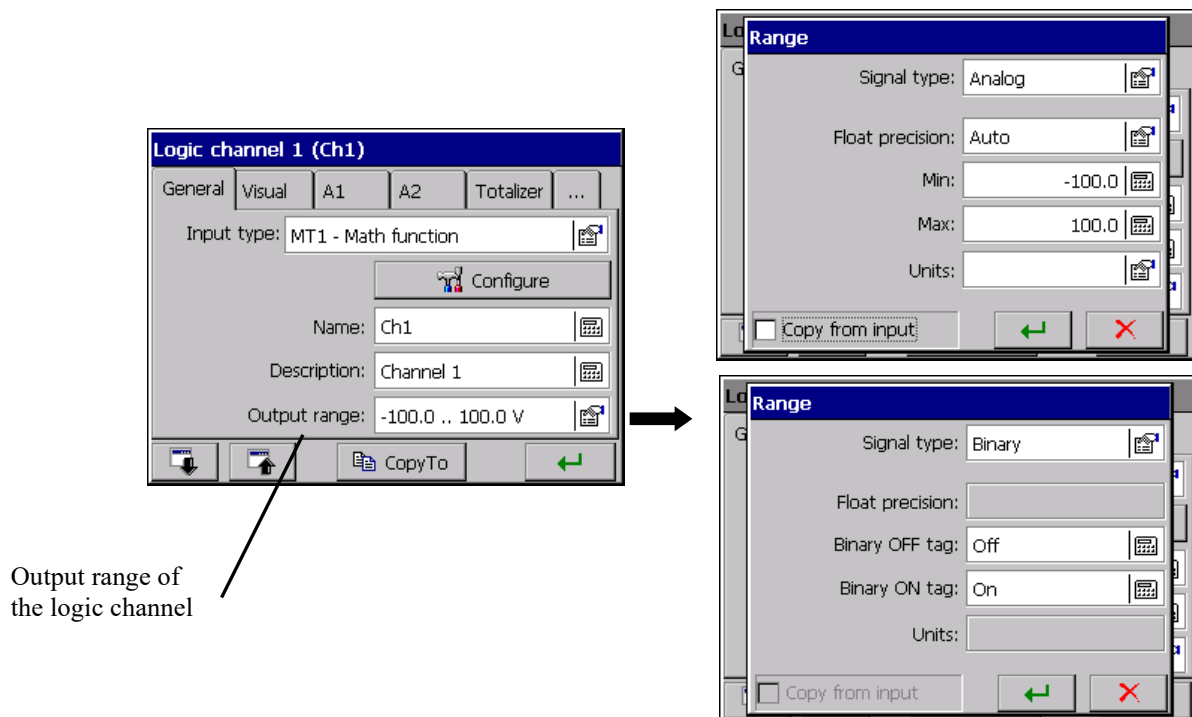 Logic channel 1 (Ch1)
General Visual A1 A2 Totalizer ...
Input type: MT1 - Math function
Configure
Name: Ch1
Description: Channel 1
Output range: -100.0 .. 100.0 V
CopyTo
Output range of
the logic channel
Lo
Range
G
Signal type: Analog
Float precision: Auto
Min: -100.0
Max: 100.0
Units:
Copy from input
Lo
Range
G
Signal type: Binary
Float precision:
Binary OFF tag: Off
Binary ON tag: On
Units:
Copy from input